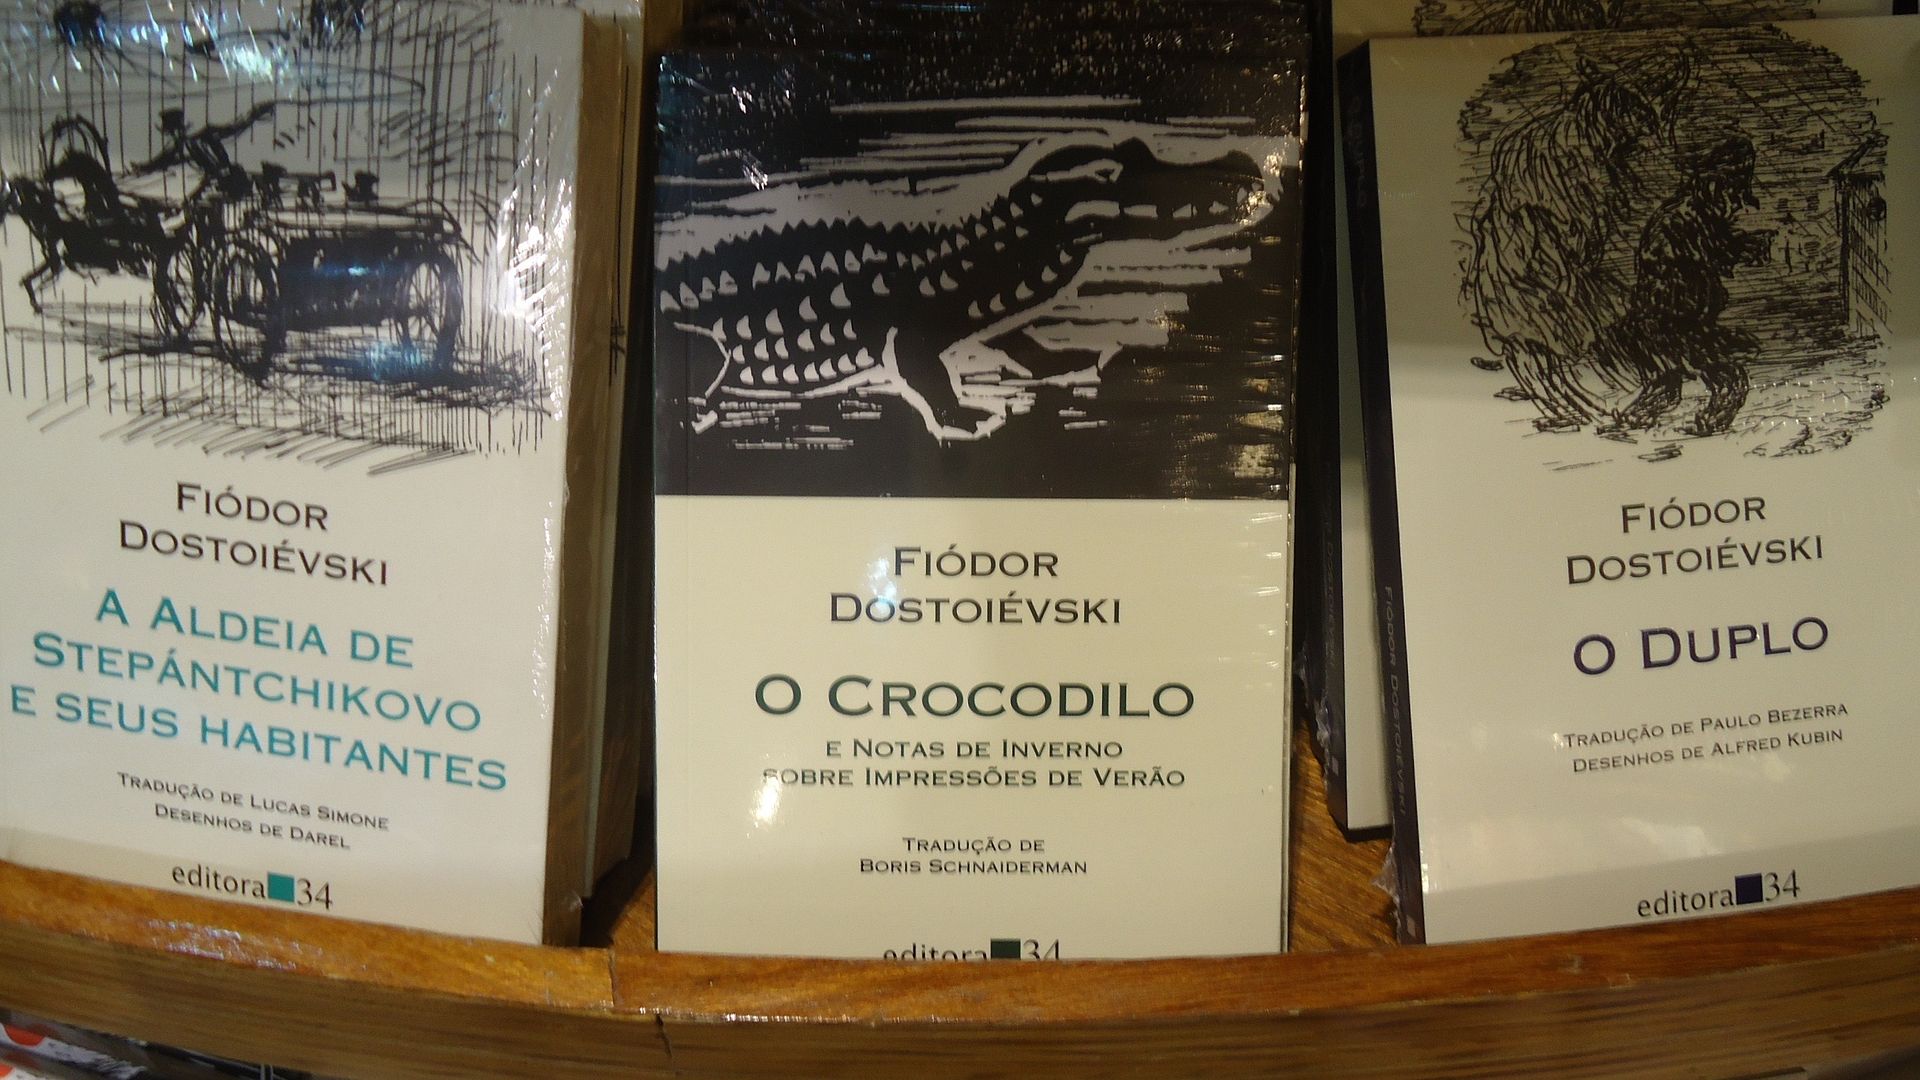 FIÓDOR
DOSTOIÉVSKI
A ALDEIA DE
STEPÁNTCHIKOVO
E SEUS HABITANTES
TRADUÇÃO DE LUCAS SIMONE
DESENHOS DE DAREL
editora 34
FIÓDOR
DOSTOIÉVSKI
O CROCODILO
E NOTAS DE INVERNO
SOBRE IMPRESSÕES DE VERÃO
TRADUÇÃO DE
BORIS SCHNAIDERMAN
editora 34
FIÓDOR DOSTOIÉVSKI
FIÓDOR
DOSTOIÉVSKI
O DUPLO
TRADUÇÃO DE PAULO BEZERRA
DESENHOS DE ALFRED KUBIN
editora 34